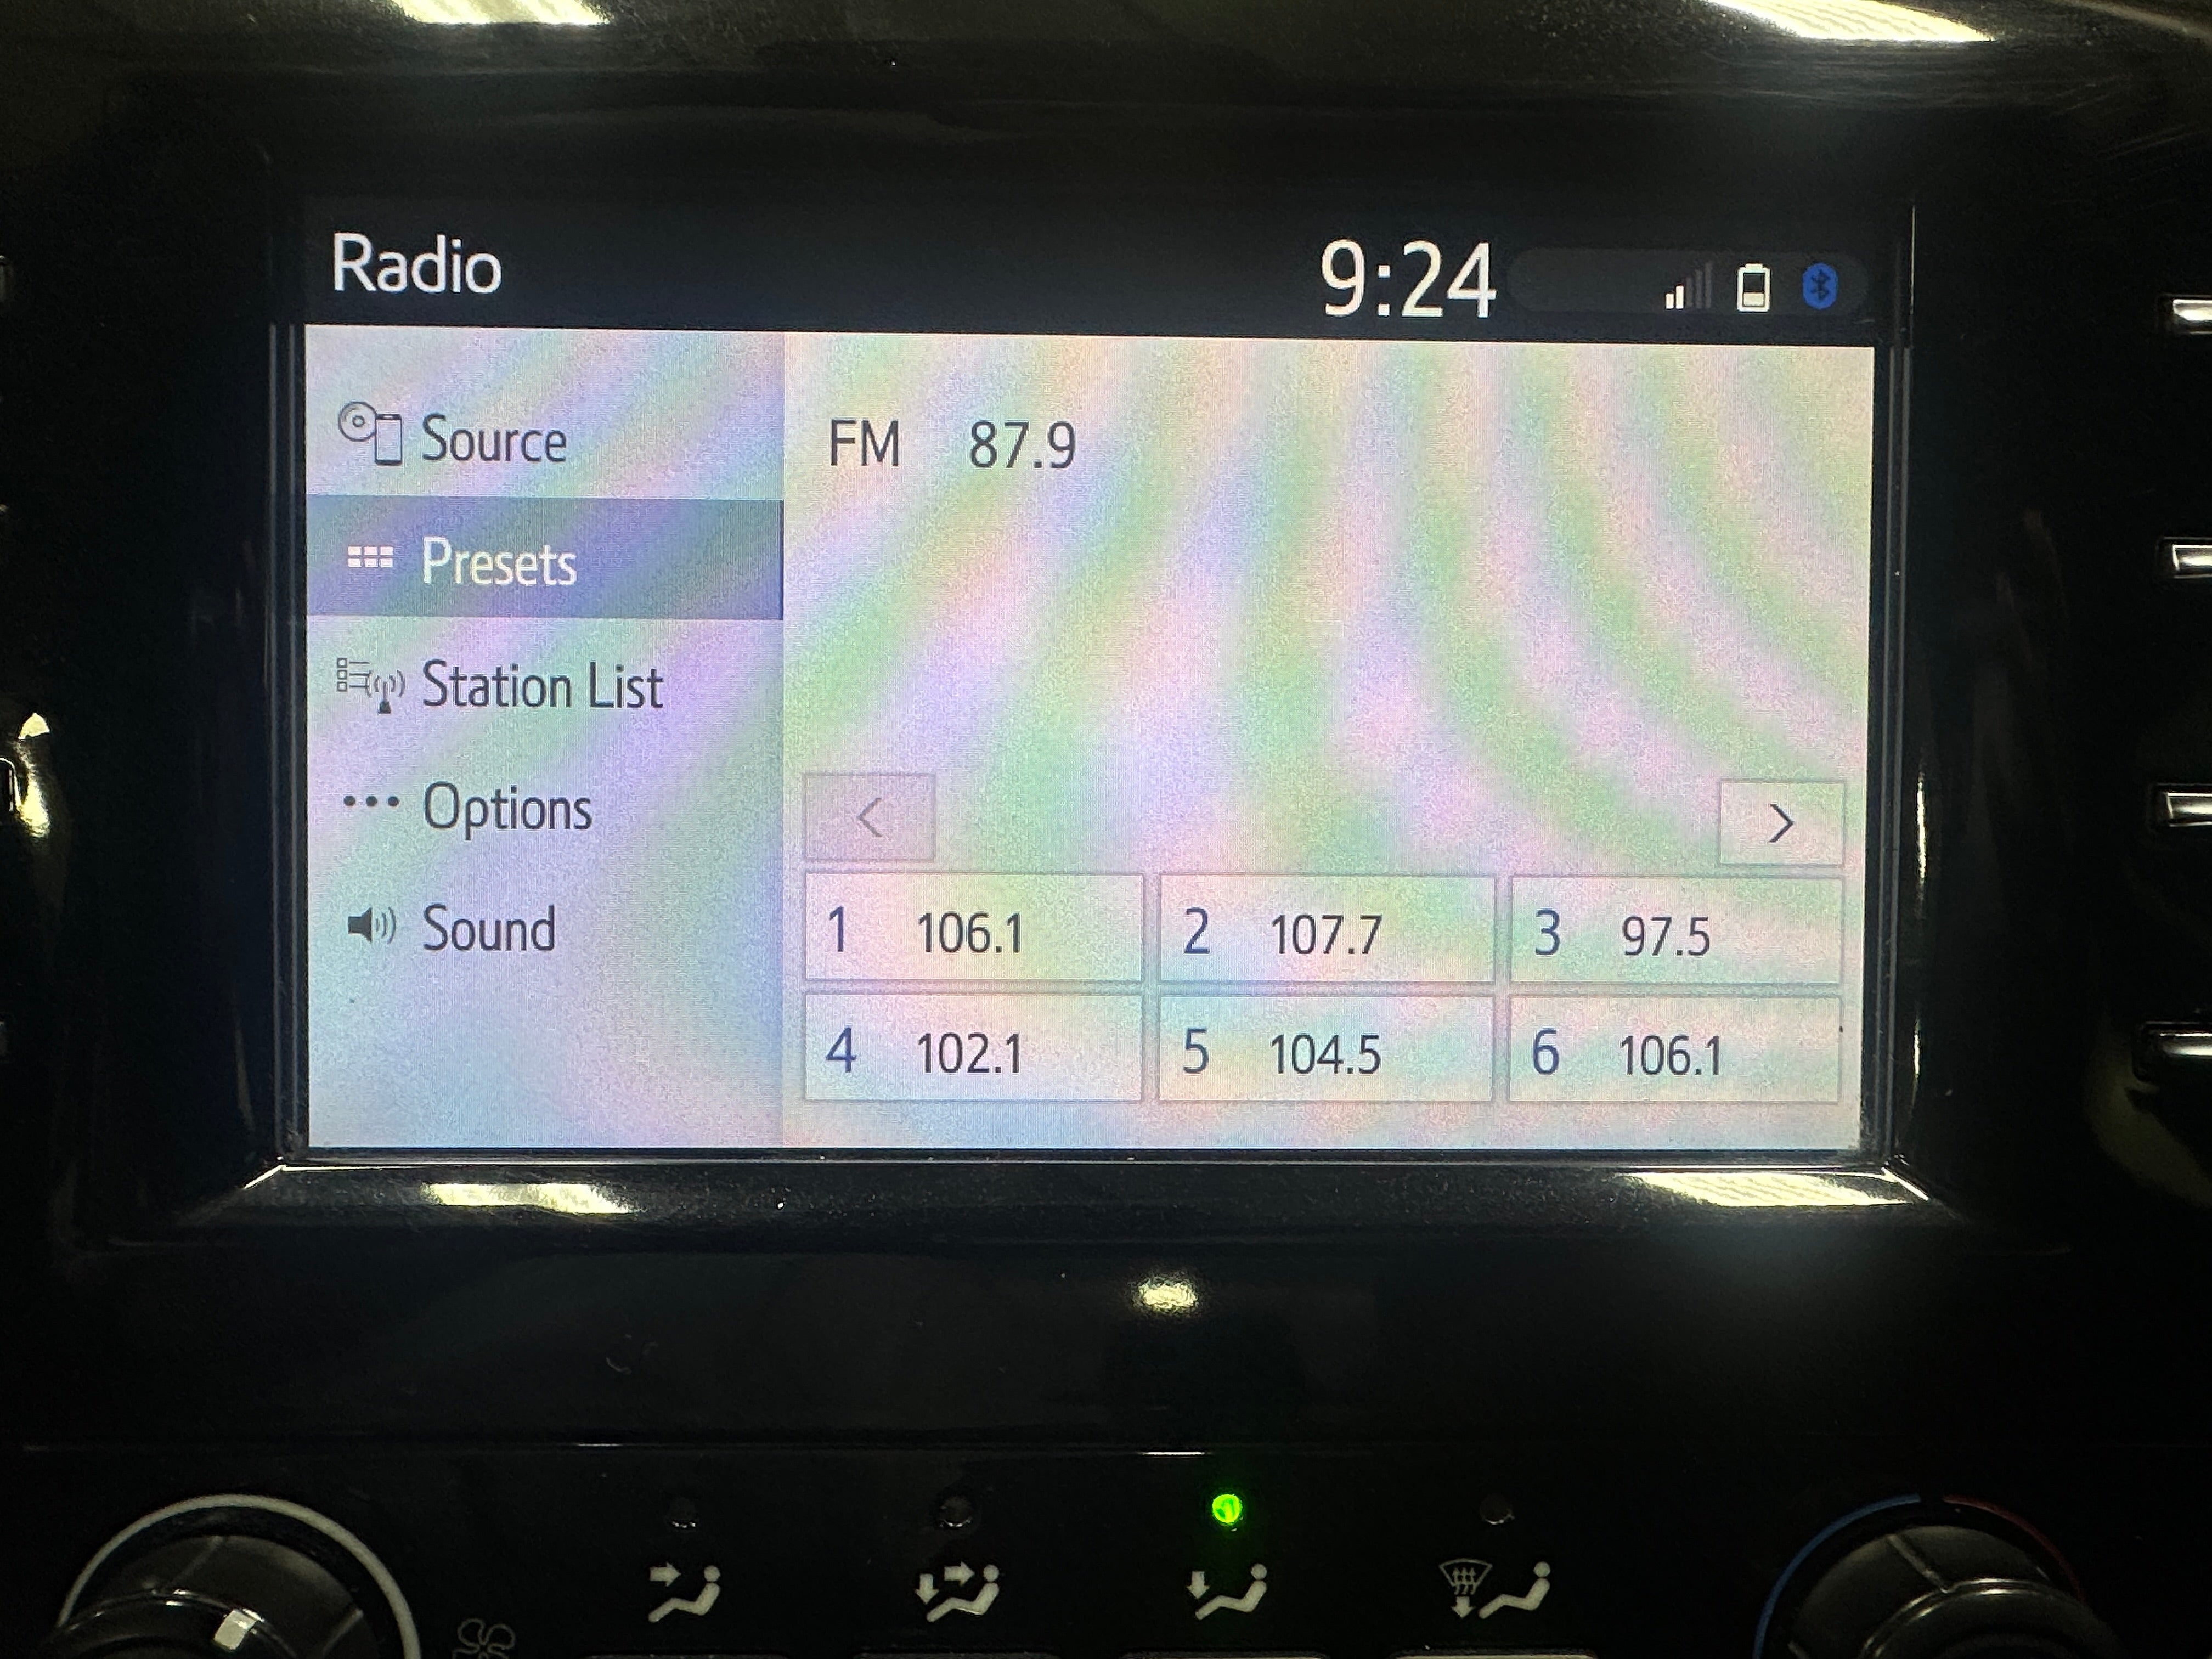 Radio 9:24
Source
Presets
Station List
Options
Sound
FM 87.9
< >
1 106.1 2 107.7 3 97.5
4 102.1 5 104.5 6 106.1